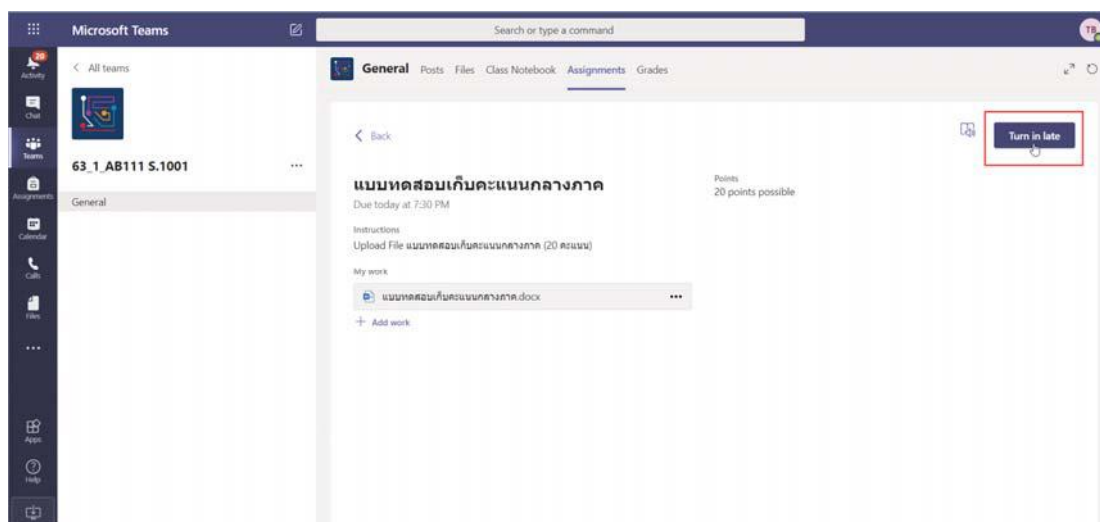 Microsoft Teams
Search or type a command
TB
20
Activity
Chat
Teams
Assignments
Calendar
Calls
Files
Apps
Help
All teams
63_1_AB111 S.1001
General
General Posts Files Class Notebook Assignments Grades
Back
Turn in late
แบบทดสอบเก็บคะแนนกลางภาค
Due today at 7:30 PM
Points
20 points possible
Instructions
Upload File แบบทดสอบเก็บคะแนนกลางภาค (20 คะแนน)
My work
แบบทดสอบเก็บคะแนนกลางภาค.docx
+ Add work